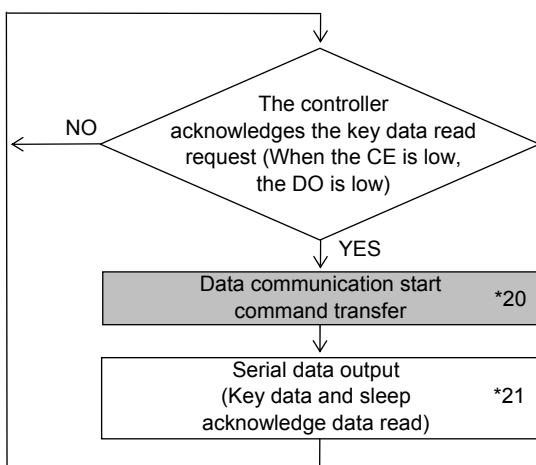 The controller
acknowledges the key data read
request (When the CE is low,
the DO is low)
NO
YES
Data communication start
command transfer
*20
Serial data output
(Key data and sleep
acknowledge data read)
*21